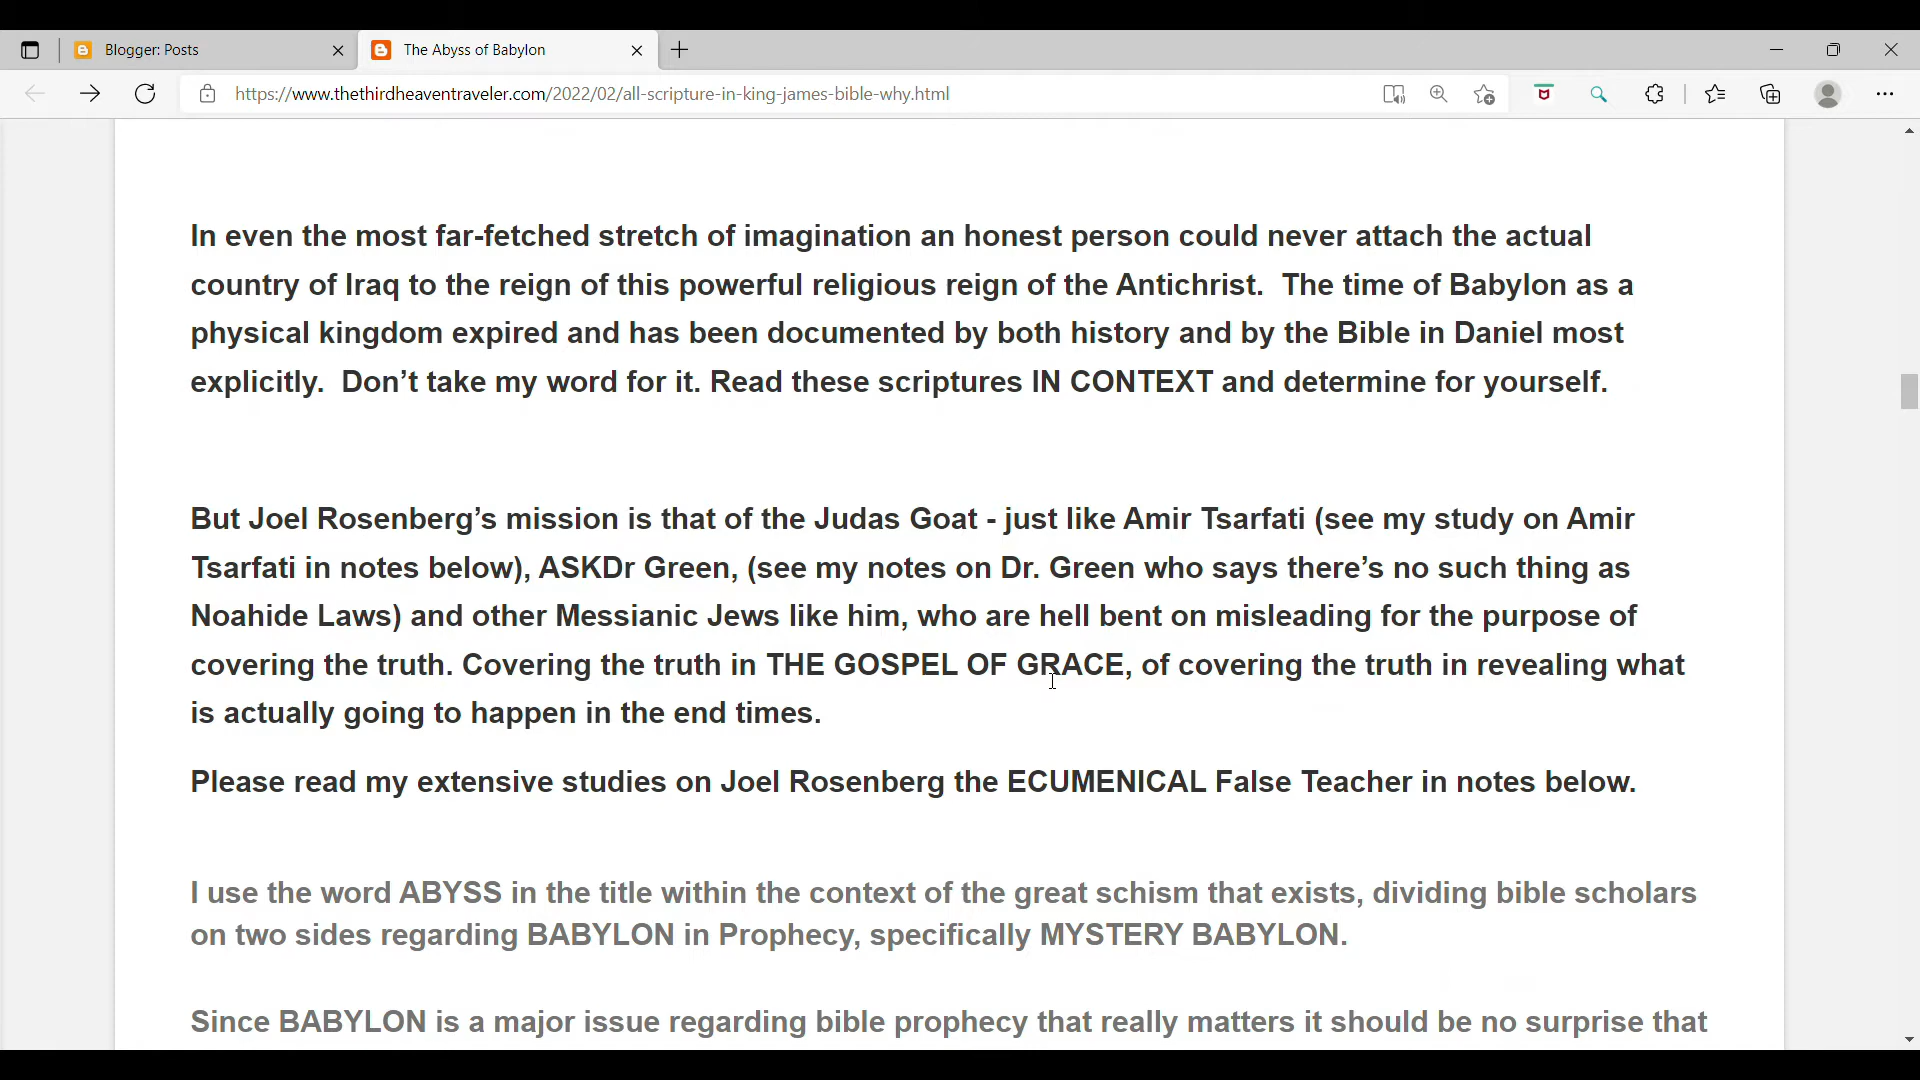 Blogger: Posts
The Abyss of Babylon
https://www.thethirdheaventraveler.com/2022/02/all-scripture-in-king-james-bible-why.html
In even the most far-fetched stretch of imagination an honest person could never attach the actual
country of Iraq to the reign of this powerful religious reign of the Antichrist.  The time of Babylon as a
physical kingdom expired and has been documented by both history and by the Bible in Daniel most
explicitly.  Don’t take my word for it. Read these scriptures IN CONTEXT and determine for yourself.
But Joel Rosenberg’s mission is that of the Judas Goat - just like Amir Tsarfati (see my study on Amir
Tsarfati in notes below), ASKDr Green, (see my notes on Dr. Green who says there’s no such thing as
Noahide Laws) and other Messianic Jews like him, who are hell bent on misleading for the purpose of
covering the truth. Covering the truth in THE GOSPEL OF GRACE, of covering the truth in revealing what
is actually going to happen in the end times.
Please read my extensive studies on Joel Rosenberg the ECUMENICAL False Teacher in notes below.
I use the word ABYSS in the title within the context of the great schism that exists, dividing bible scholars
on two sides regarding BABYLON in Prophecy, specifically MYSTERY BABYLON.
Since BABYLON is a major issue regarding bible prophecy that really matters it should be no surprise that